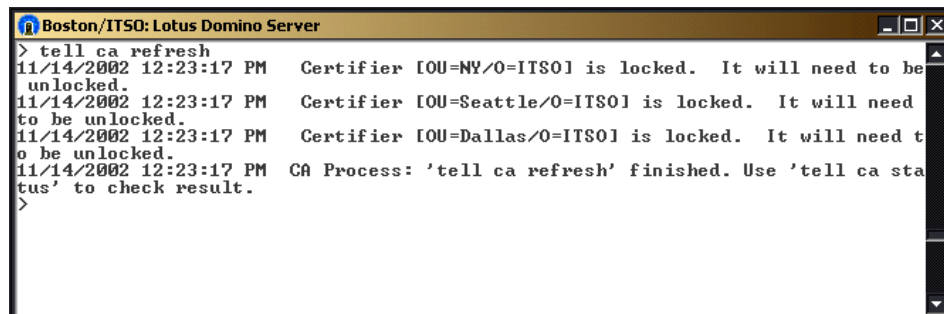 Boston/ITSO: Lotus Domino Server
> tell ca refresh
11/14/2002 12:23:17 PM   Certifier [OU=NY/O=ITSO] is locked.  It will need to be
 unlocked.
11/14/2002 12:23:17 PM   Certifier [OU=Seattle/O=ITSO] is locked.  It will need
to be unlocked.
11/14/2002 12:23:17 PM   Certifier [OU=Dallas/O=ITSO] is locked.  It will need t
o be unlocked.
11/14/2002 12:23:17 PM  CA Process: 'tell ca refresh' finished. Use 'tell ca sta
tus' to check result.
>